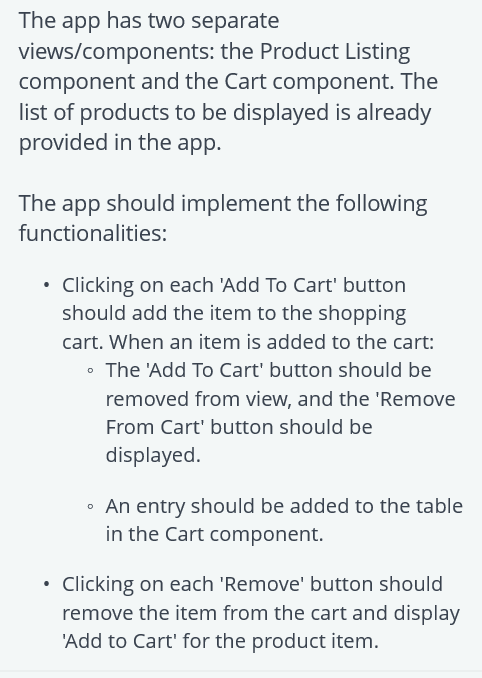 The app has two separate
views/components: the Product Listing
component and the Cart component. The
list of products to be displayed is already
provided in the app.
The app should implement the following
functionalities:
• Clicking on each 'Add To Cart' button
should add the item to the shopping
cart. When an item is added to the cart:
◦ The 'Add To Cart' button should be
removed from view, and the 'Remove
From Cart' button should be
displayed.
◦ An entry should be added to the table
in the Cart component.
• Clicking on each 'Remove' button should
remove the item from the cart and display
'Add to Cart' for the product item.